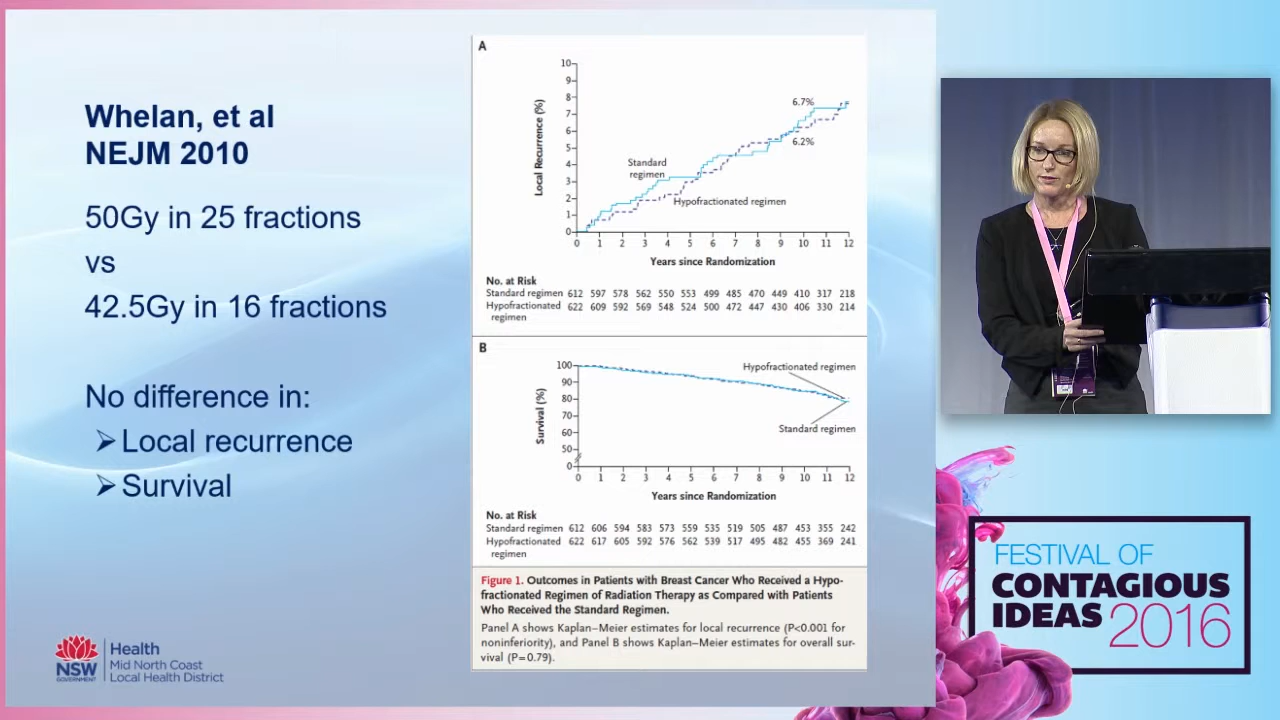 Whelan, et al
NEJM 2010
50Gy in 25 fractions
vs
42.5Gy in 16 fractions
No difference in:
➢ Local recurrence
➢ Survival
NSW
GOVERNMENT
Health
Mid North Coast
Local Health District
A
Local Recurrence (%)
10
9
8
7
6
5
4
3
2
1
0
6.7%
6.2%
Standard
regimen
Hypofractionated regimen
0 1 2 3 4 5 6 7 8 9 10 11 12
Years since Randomization
No. at Risk
Standard regimen 612 597 578 562 550 553 499 485 470 449 410 317 218
Hypofractionated 622 609 592 569 548 524 500 472 447 430 406 330 214
regimen
B
Survival (%)
100
90
80
70
60
50
0
Hypofractionated regimen
Standard regimen
0 1 2 3 4 5 6 7 8 9 10 11 12
Years since Randomization
No. at Risk
Standard regimen 612 606 594 583 573 559 535 519 505 487 453 355 242
Hypofractionated 622 617 605 592 576 562 539 517 495 482 455 369 241
regimen
Figure 1. Outcomes in Patients with Breast Cancer Who Received a Hypo-
fractionated Regimen of Radiation Therapy as Compared with Patients
Who Received the Standard Regimen.
Panel A shows Kaplan–Meier estimates for local recurrence (P<0.001 for
noninferiority), and Panel B shows Kaplan–Meier estimates for overall sur-
vival (P=0.79).
FESTIVAL OF
CONTAGIOUS
IDEAS 2016